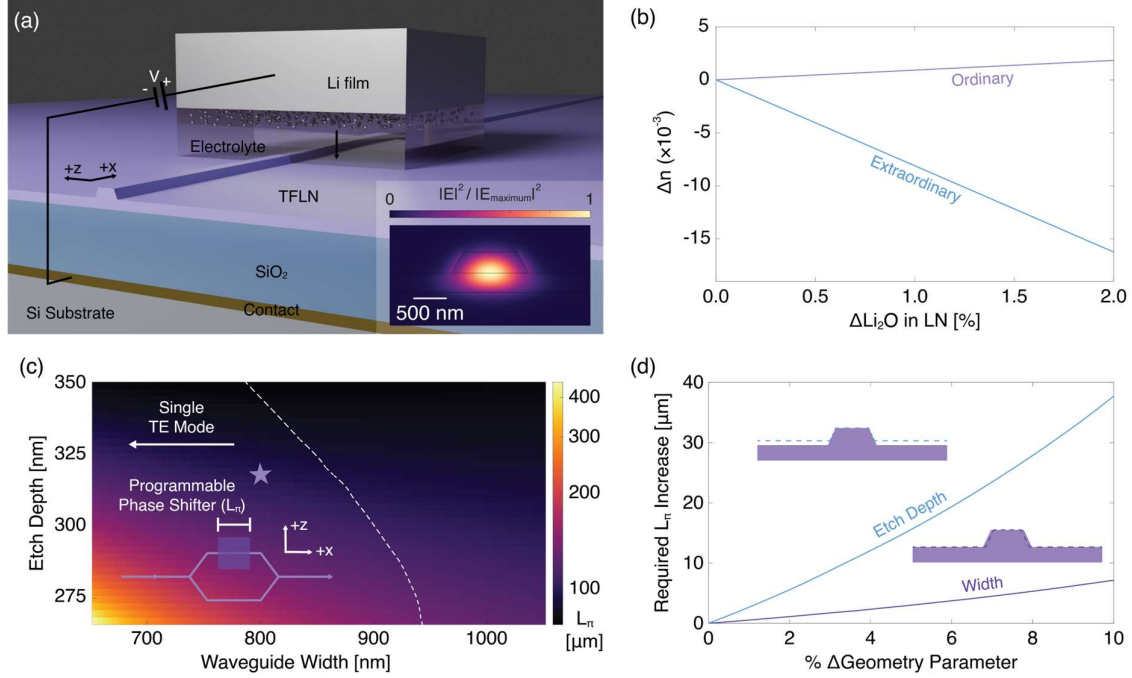 (a)
V
- +
Li film
Electrolyte
+z +x
TFLN
SiO₂
Contact
Si Substrate
|E|² / |Eₘₐₓᵢₘᵤₘ|²
0 1
500 nm
(b)
5
0
-5
-10
-15
Δn (×10⁻³)
Ordinary
Extraordinary
0.0 0.5 1.0 1.5 2.0
ΔLi₂O in LN [%]
(c)
350
325
300
275
Etch Depth [nm]
Single
TE Mode
Programmable
Phase Shifter (L_π)
+z
+x
700 800 900 1000
Waveguide Width [nm]
400
300
200
100
L_π
[µm]
(d)
40
30
20
10
0
Required L_π Increase [µm]
Etch Depth
Width
0 2 4 6 8 10
% ΔGeometry Parameter